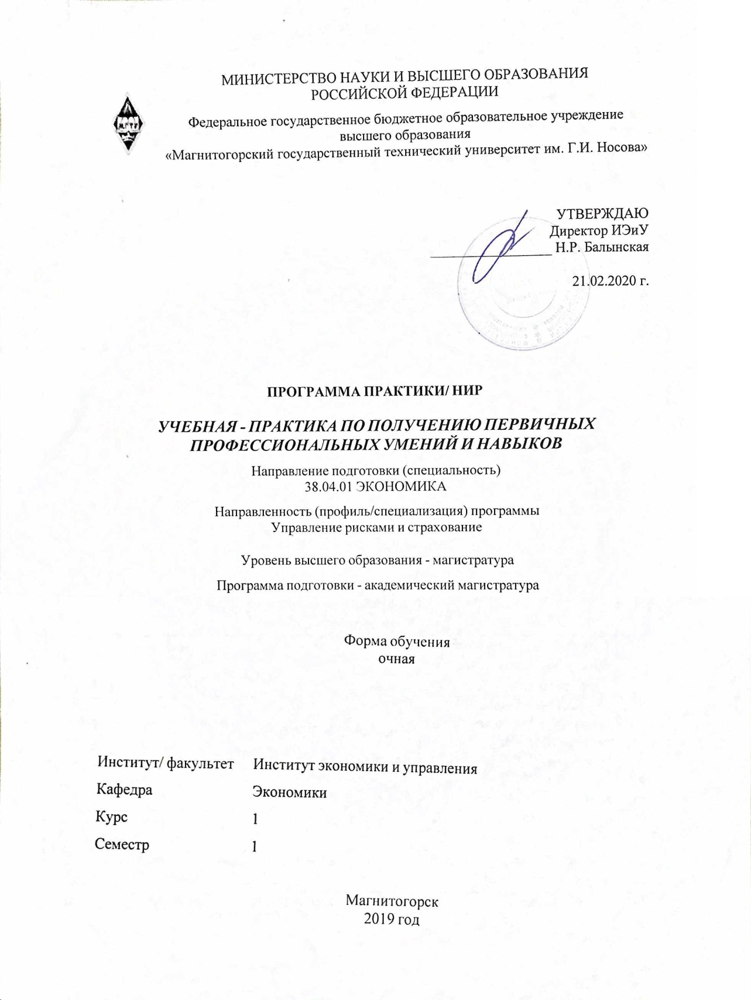 МИНИСТЕРСТВО НАУКИ И ВЫСШЕГО ОБРАЗОВАНИЯ
РОССИЙСКОЙ ФЕДЕРАЦИИ
МГТУ
Федеральное государственное бюджетное образовательное учреждение
высшего образования
«Магнитогорский государственный технический университет им. Г.И. Носова»
УТВЕРЖДАЮ
Директор ИЭиУ
Н.Р. Балынская
21.02.2020 г.
ПРОГРАММА ПРАКТИКИ/ НИР
УЧЕБНАЯ - ПРАКТИКА ПО ПОЛУЧЕНИЮ ПЕРВИЧНЫХ
ПРОФЕССИОНАЛЬНЫХ УМЕНИЙ И НАВЫКОВ
Направление подготовки (специальность)
38.04.01 ЭКОНОМИКА
Направленность (профиль/специализация) программы
Управление рисками и страхование
Уровень высшего образования - магистратура
Программа подготовки - академический магистратура
Форма обучения
очная
Институт/ факультет Институт экономики и управления
Кафедра Экономики
Курс 1
Семестр 1
Магнитогорск
2019 год